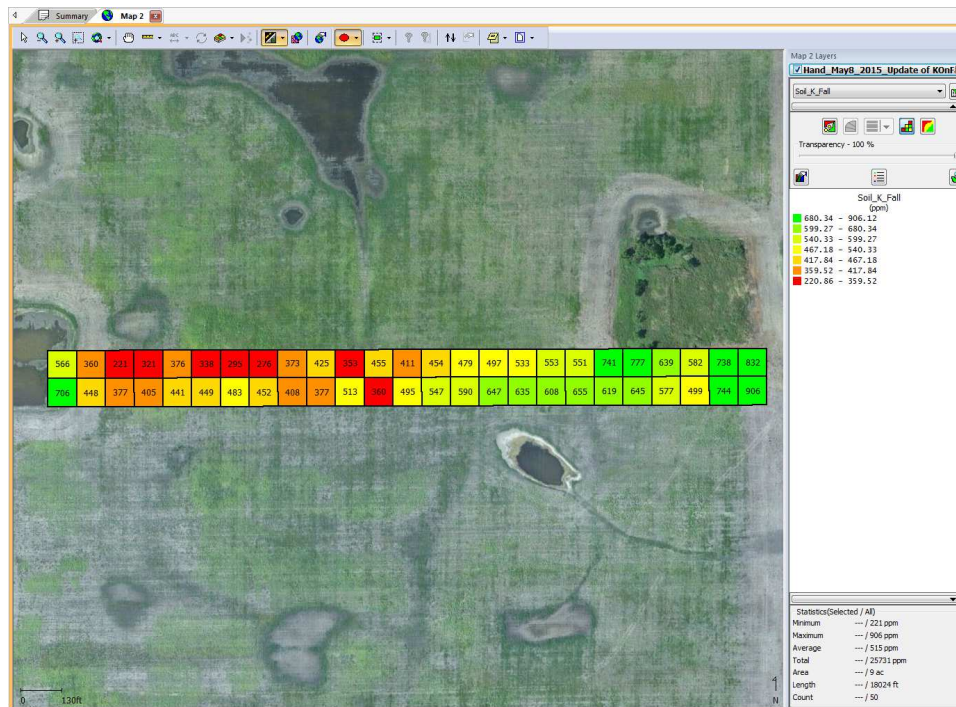 Summary Map 2
Map 2 Layers
Hand_May8_2015_Update of KOnFi
Soil_K_Fall
Transparency - 100 %
Soil_K_Fall
(ppm)
680.34 - 906.12
599.27 - 680.34
540.33 - 599.27
467.18 - 540.33
417.84 - 467.18
359.52 - 417.84
220.86 - 359.52
566 360 221 321 376 338 295 276 373 425 353 455 411 454 479 497 533 553 551 741 777 639 582 738 832
706 448 377 405 441 449 483 452 408 377 513 360 495 547 590 647 635 608 655 619 645 577 499 744 906
Statistics(Selected / All)
Minimum --- / 221 ppm
Maximum --- / 906 ppm
Average --- / 515 ppm
Total --- / 25731 ppm
Area --- / 9 ac
Length --- / 18024 ft
Count --- / 50
0 130ft
N